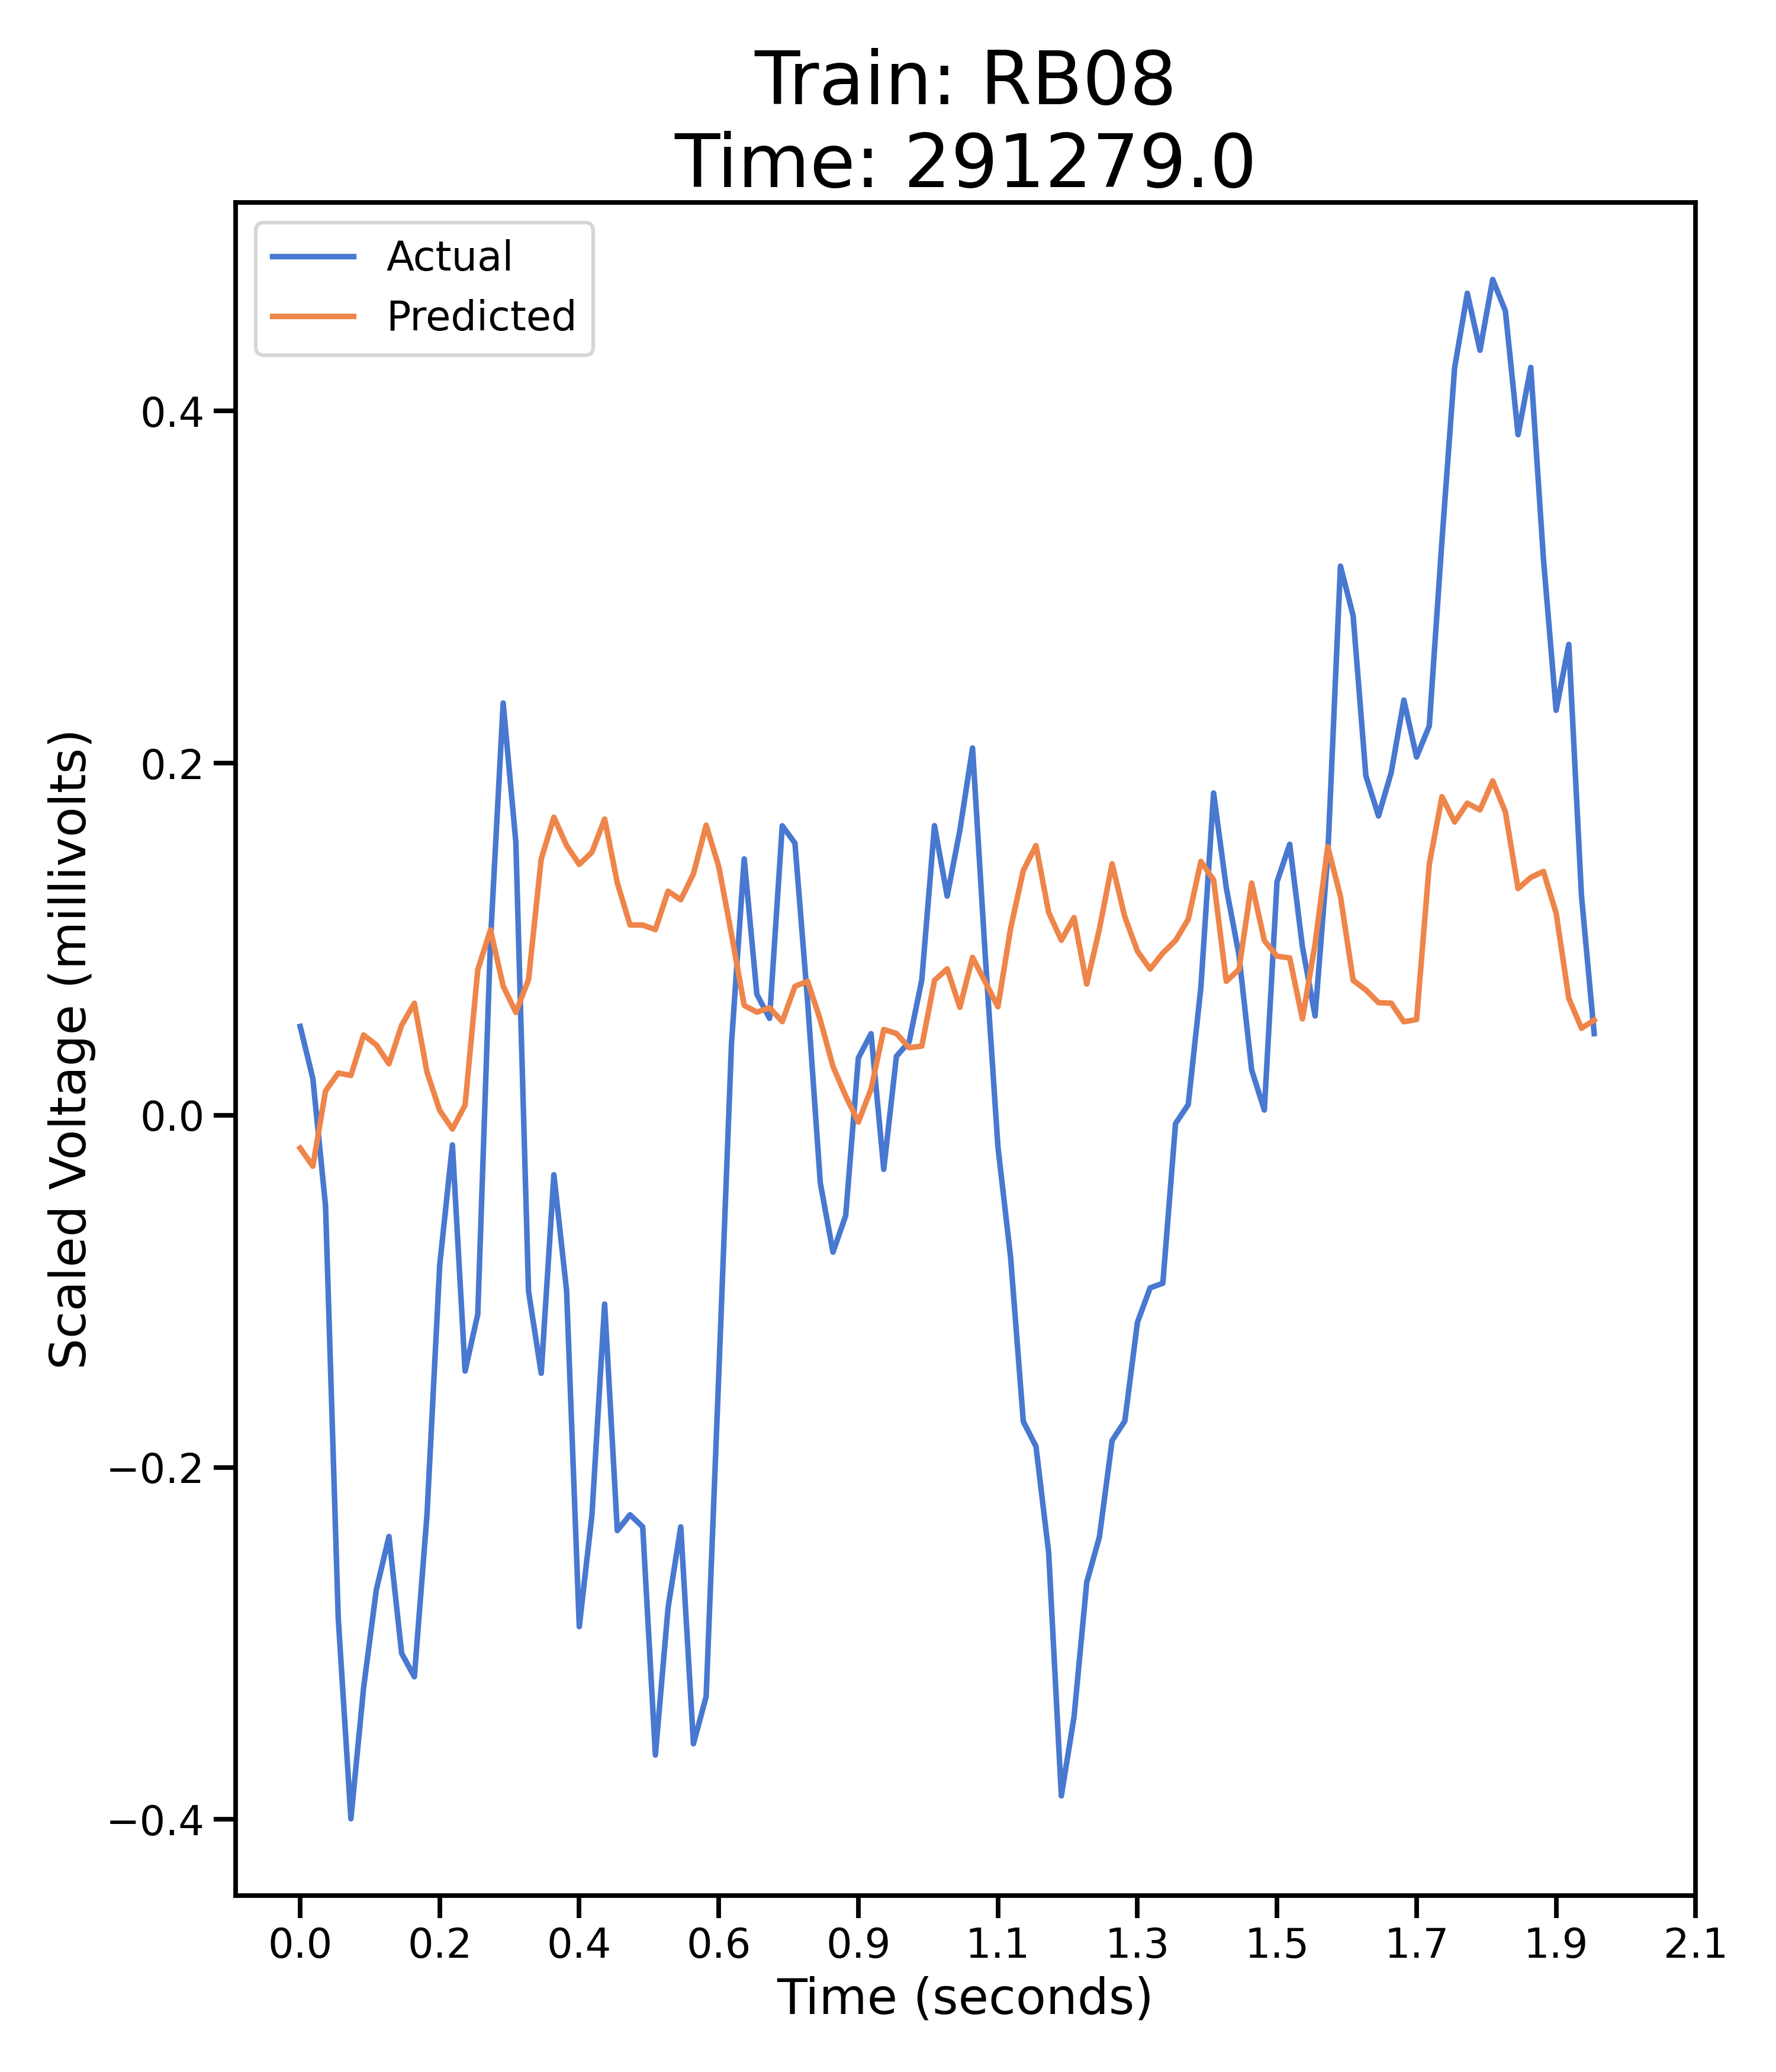 Train: RB08
Time: 291279.0
Actual
Predicted
0.4
0.2
0.0
−0.2
−0.4
Scaled Voltage (millivolts)
0.0 0.2 0.4 0.6 0.9 1.1 1.3 1.5 1.7 1.9 2.1
Time (seconds)